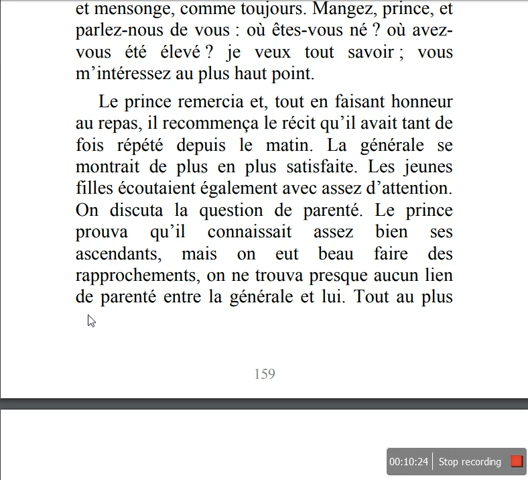 et mensonge, comme toujours. Mangez, prince, et
parlez-nous de vous : où êtes-vous né ? où avez-
vous été élevé ? je veux tout savoir ; vous
m’intéressez au plus haut point.
Le prince remercia et, tout en faisant honneur
au repas, il recommença le récit qu’il avait tant de
fois répété depuis le matin. La générale se
montrait de plus en plus satisfaite. Les jeunes
filles écoutaient également avec assez d’attention.
On discuta la question de parenté. Le prince
prouva qu’il connaissait assez bien ses
ascendants, mais on eut beau faire des
rapprochements, on ne trouva presque aucun lien
de parenté entre la générale et lui. Tout au plus
159
00:10:24 Stop recording